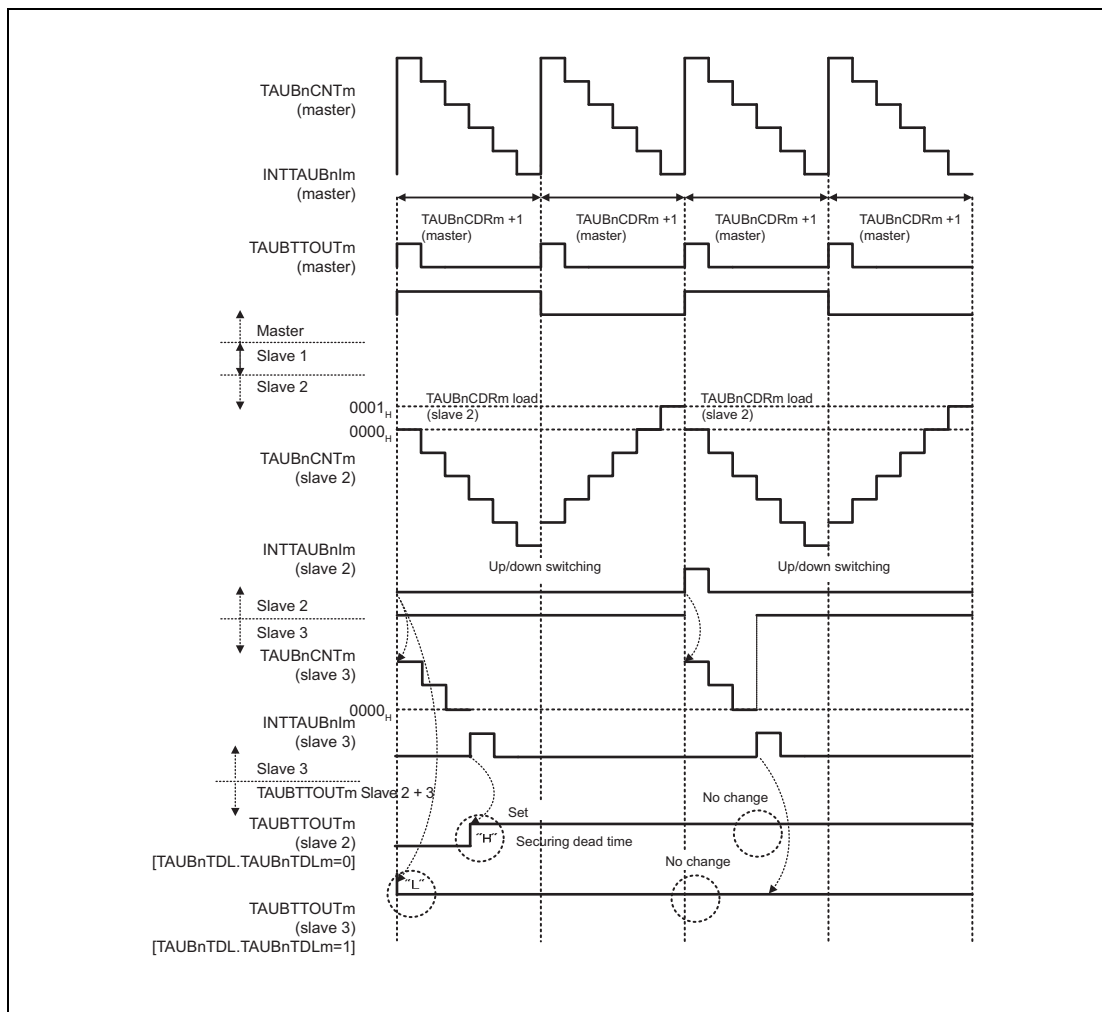 TAUBnCNTm
(master)
INTTAUBnIm
(master)
TAUBnCDRm +1
(master)
TAUBnCDRm +1
(master)
TAUBnCDRm +1
(master)
TAUBnCDRm +1
(master)
TAUBTTOUTm
(master)
Master
Slave 1
Slave 2
TAUBnCDRm load
(slave 2)
TAUBnCDRm load
(slave 2)
0001H
0000H
TAUBnCNTm
(slave 2)
INTTAUBnIm
(slave 2)
Up/down switching
Up/down switching
Slave 2
Slave 3
TAUBnCNTm
(slave 3)
0000H
INTTAUBnIm
(slave 3)
Slave 3
TAUBTTOUTm Slave 2 + 3
No change
Set
TAUBTTOUTm
(slave 2)
[TAUBnTDL.TAUBnTDLm=0]
"H"
Securing dead time
No change
"L"
TAUBTTOUTm
(slave 3)
[TAUBnTDL.TAUBnTDLm=1]